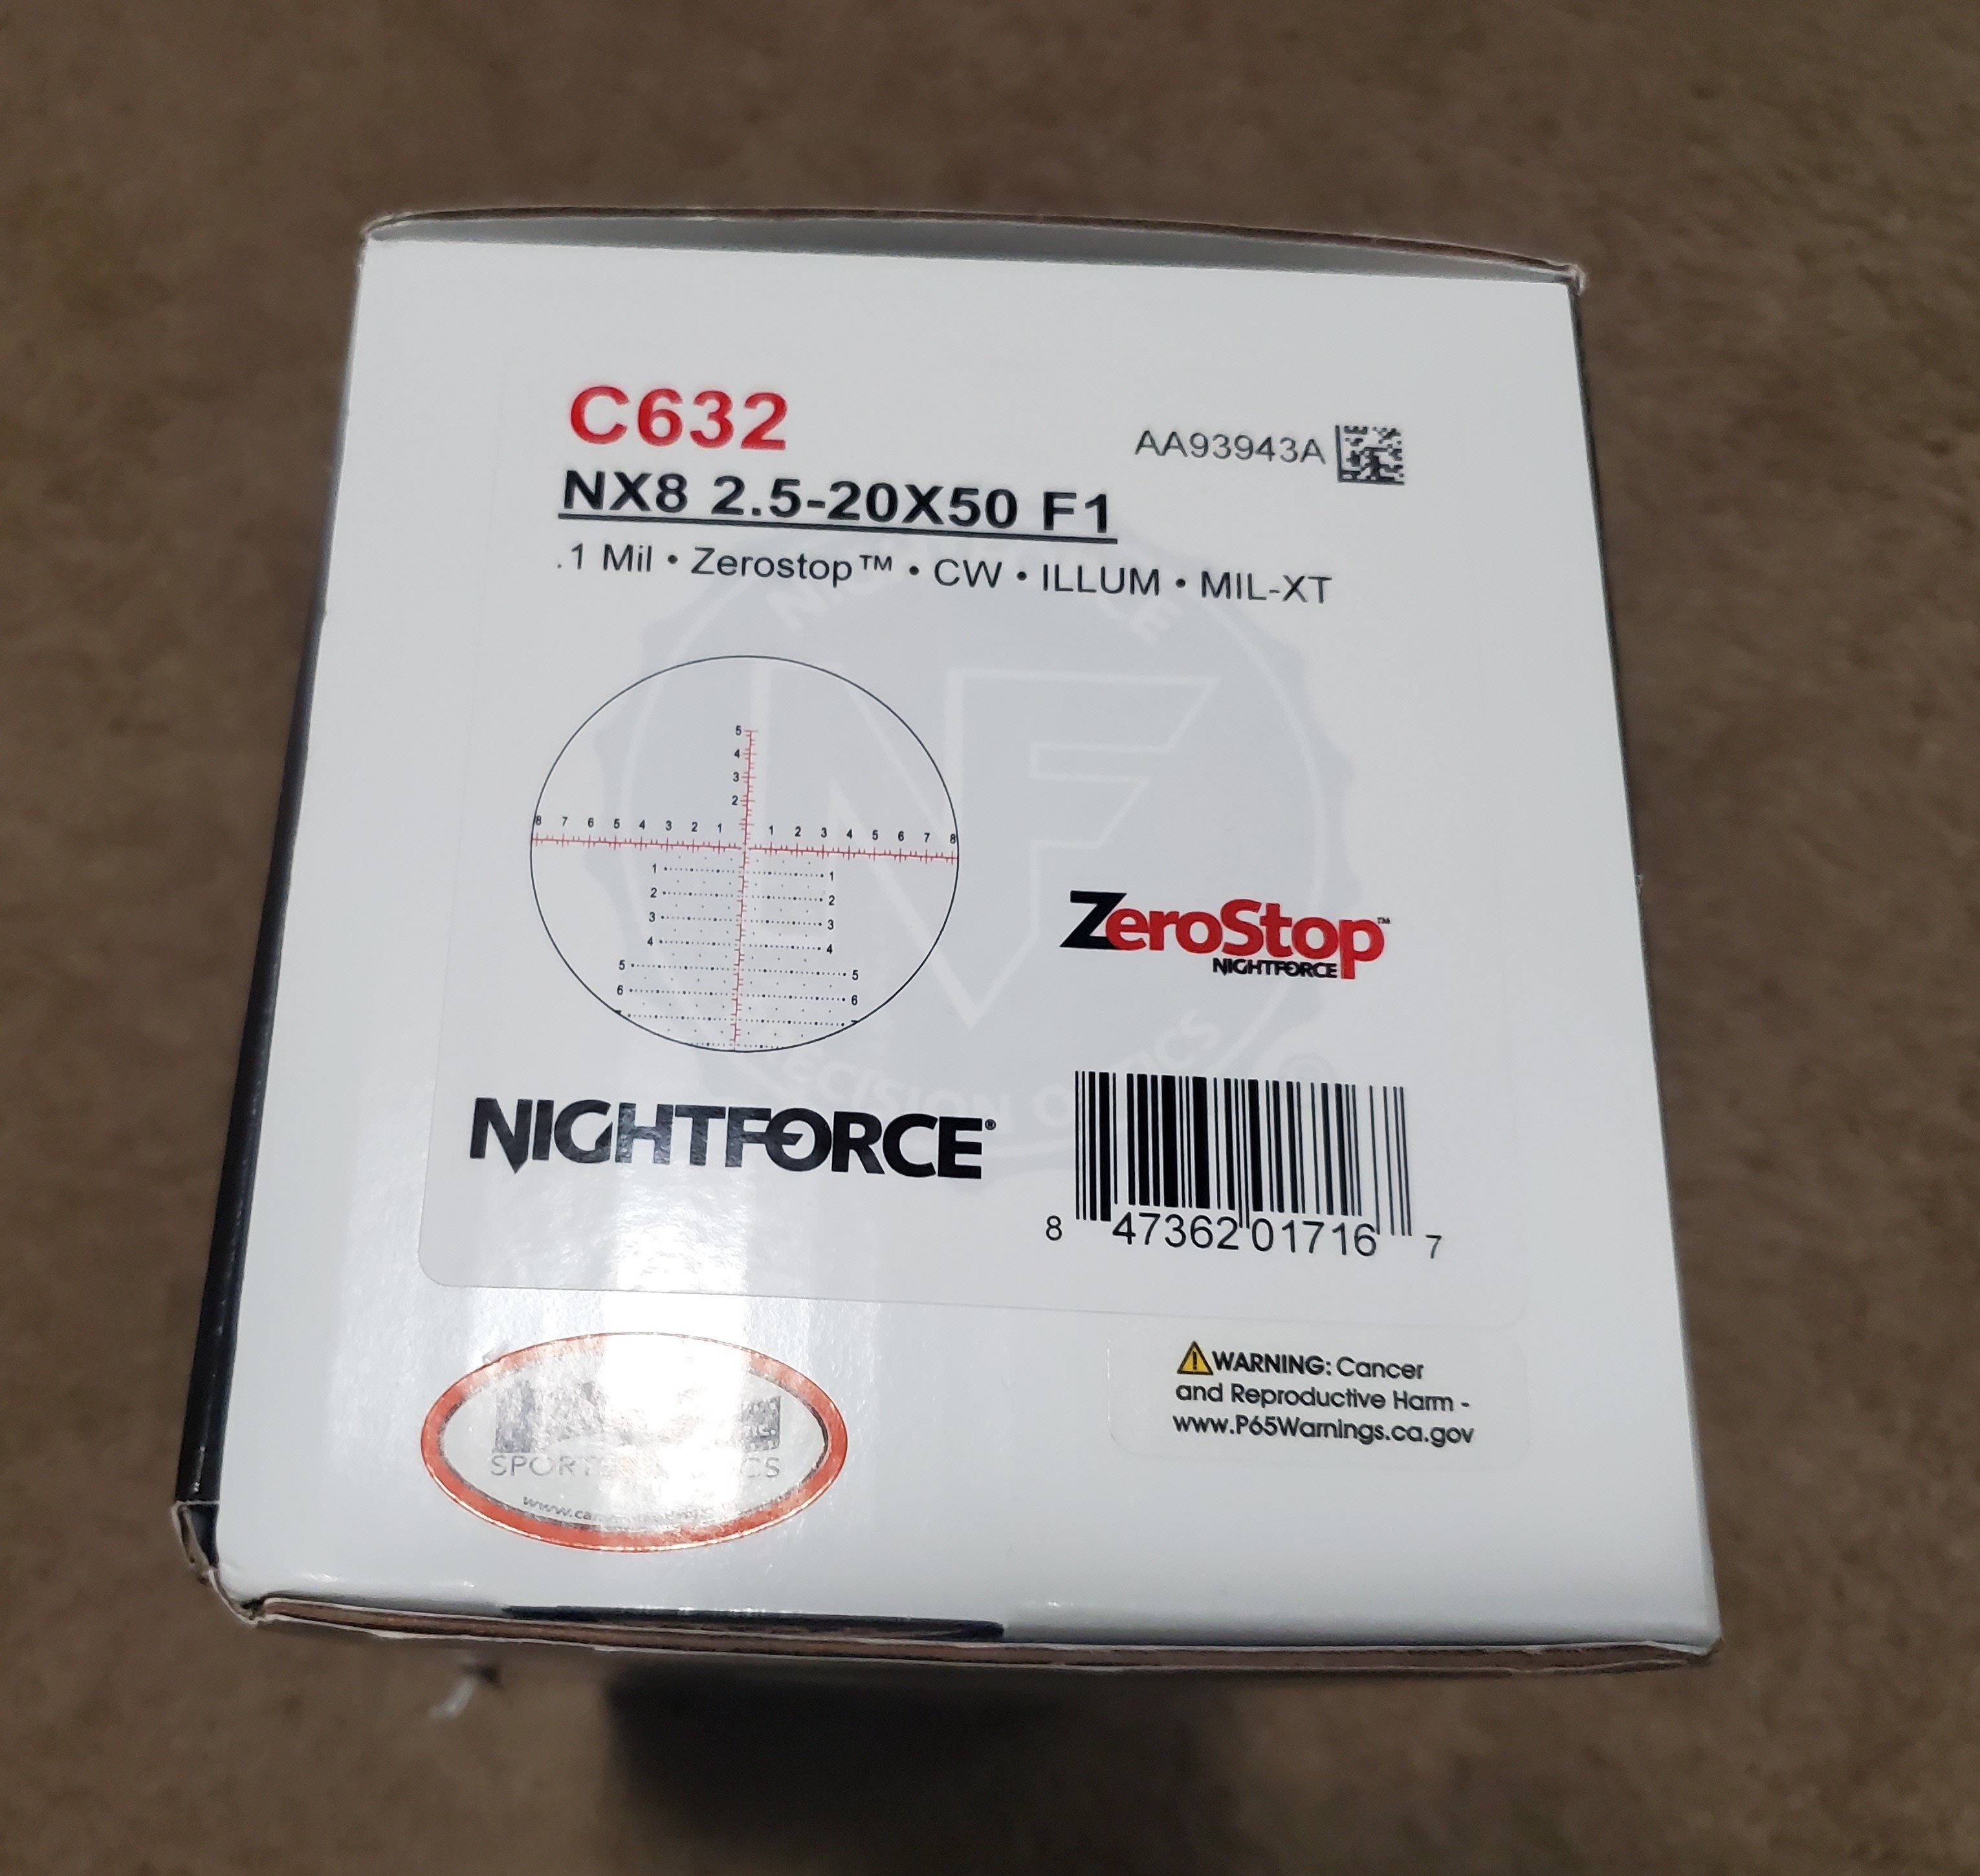 C632
AA93943A
NX8 2.5-20X50 F1
.1 Mil • Zerostop™ • CW • ILLUM • MIL-XT
5
4
3
2
8 7 6 5 4 3 2 1 1 2 3 4 5 6 7 8
1 1
2 2
3 3
4 4
5 5
6 6
ZeroStop™
NIGHTFORCE
NIGHTFORCE®
8 47362 01716 7
NF
⚠WARNING: Cancer
and Reproductive Harm -
www.P65Warnings.ca.gov